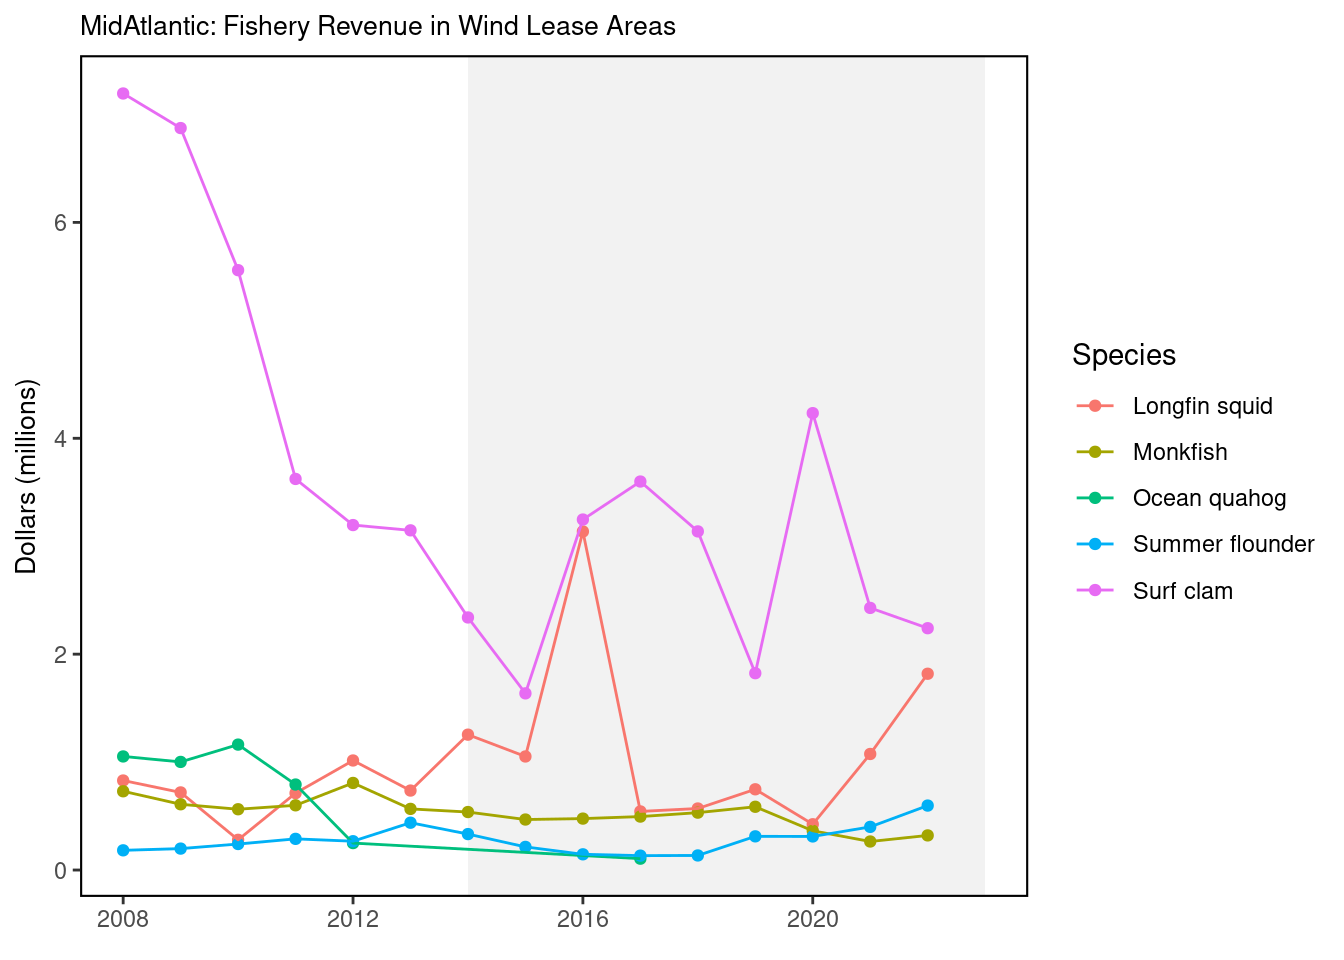 MidAtlantic: Fishery Revenue in Wind Lease Areas
Dollars (millions)
6
4
2
0
2008 2012 2016 2020
Species
Longfin squid
Monkfish
Ocean quahog
Summer flounder
Surf clam